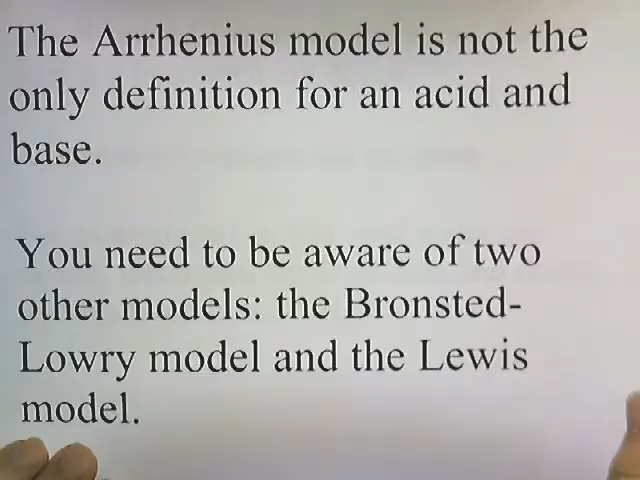 The Arrhenius model is not the
only definition for an acid and
base.
You need to be aware of two
other models: the Bronsted-
Lowry model and the Lewis
model.